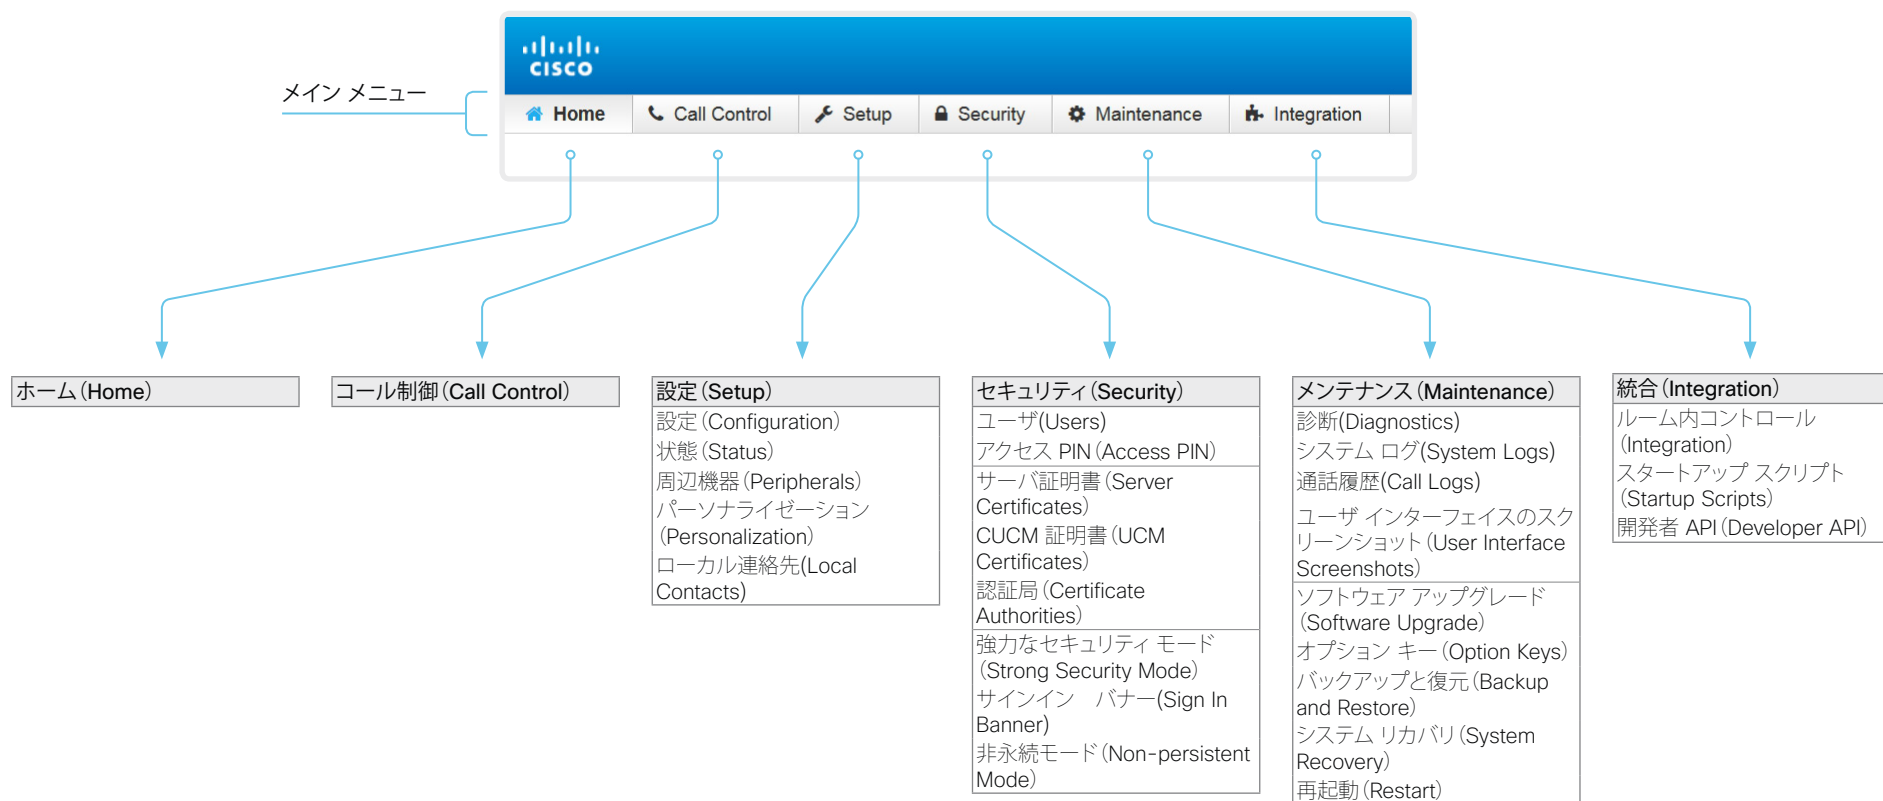 CISCO
メイン メニュー
Home
Call Control
Setup
Security
Maintenance
Integration
ホーム（Home）
コール制御（Call Control）
設定（Setup）
設定（Configuration）
状態（Status）
周辺機器（Peripherals）
パーソナライゼーション
（Personalization）
ローカル連絡先(Local
Contacts)
セキュリティ（Security）
ユーザ(Users)
アクセス PIN（Access PIN）
サーバ証明書（Server
Certificates）
CUCM 証明書（UCM
Certificates）
認証局（Certificate
Authorities）
強力なセキュリティ モード
（Strong Security Mode）
サインイン　バナー(Sign In
Banner)
非永続モード（Non-persistent
Mode）
メンテナンス（Maintenance）
診断(Diagnostics)
システム ログ(System Logs)
通話履歴(Call Logs)
ユーザ インターフェイスのスク
リーンショット（User Interface
Screenshots）
ソフトウェア アップグレード
（Software Upgrade）
オプション キー（Option Keys）
バックアップと復元（Backup
and Restore）
システム リカバリ（System
Recovery）
再起動（Restart）
統合（Integration）
ルーム内コントロール
（Integration）
スタートアップ スクリプト
（Startup Scripts）
開発者 API（Developer API）